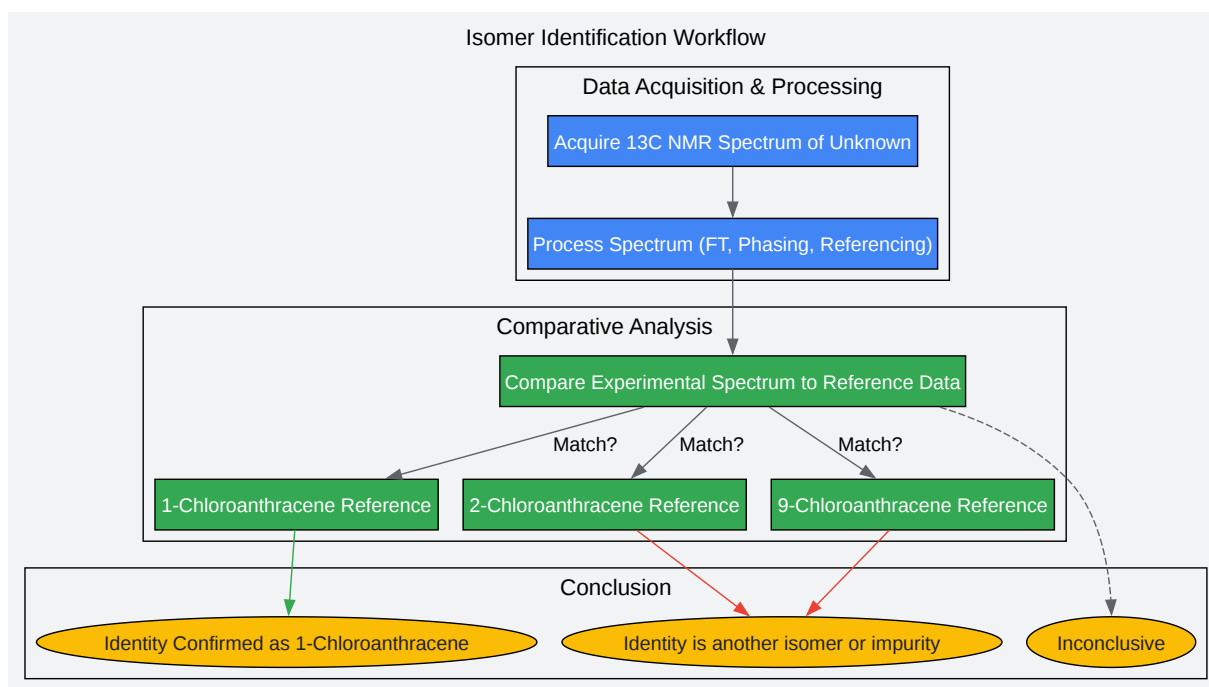 Isomer Identification Workflow
Data Acquisition & Processing
Acquire 13C NMR Spectrum of Unknown
Process Spectrum (FT, Phasing, Referencing)
Comparative Analysis
Compare Experimental Spectrum to Reference Data
Match?
Match?
Match?
1-Chloroanthracene Reference
2-Chloroanthracene Reference
9-Chloroanthracene Reference
Conclusion
Identity Confirmed as 1-Chloroanthracene
Identity is another isomer or impurity
Inconclusive